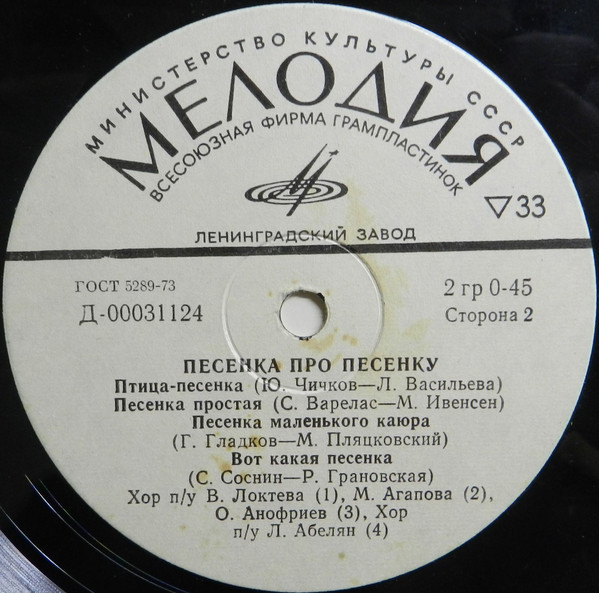 МИНИСТЕРСТВО КУЛЬТУРЫ СССР
МЕЛОДИЯ
ВСЕСОЮЗНАЯ ФИРМА ГРАМПЛАСТИНОК
▽33
ЛЕНИНГРАДСКИЙ ЗАВОД
ГОСТ 5289-73
2 гр 0-45
Д-00031124
Сторона 2
ПЕСЕНКА ПРО ПЕСЕНКУ
Птица-песенка (Ю. Чичков—Л. Васильева)
Песенка простая (С. Варелас—М. Ивенсен)
Песенка маленького каюра
(Г. Гладков—М. Пляцковский)
Вот какая песенка
(С. Соснин—Р. Грановская)
Хор п/у В. Локтева (1), М. Агапова (2),
О. Анофриев (3), Хор
п/у Л. Абелян (4)